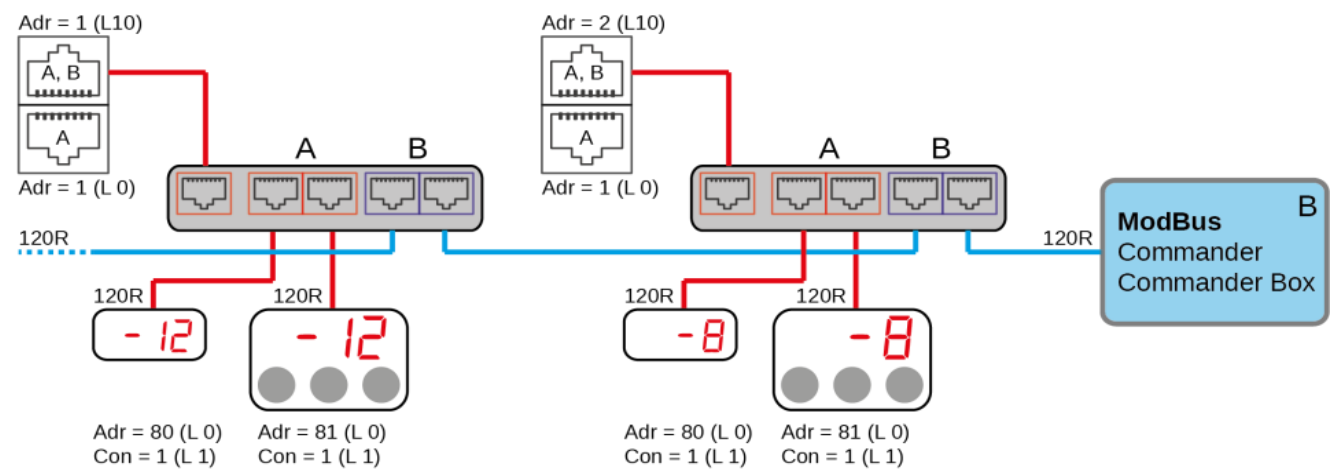 Adr = 1 (L10)
A, B
A
Adr = 1 (L 0)
A
B
120R
120R
120R
-12
-12
Adr = 80 (L 0)
Con = 1 (L 1)
Adr = 81 (L 0)
Con = 1 (L 1)
Adr = 2 (L10)
A, B
A
Adr = 1 (L 0)
A
B
120R
120R
-8
-8
Adr = 80 (L 0)
Con = 1 (L 1)
Adr = 81 (L 0)
Con = 1 (L 1)
120R
B
ModBus
Commander
Commander Box